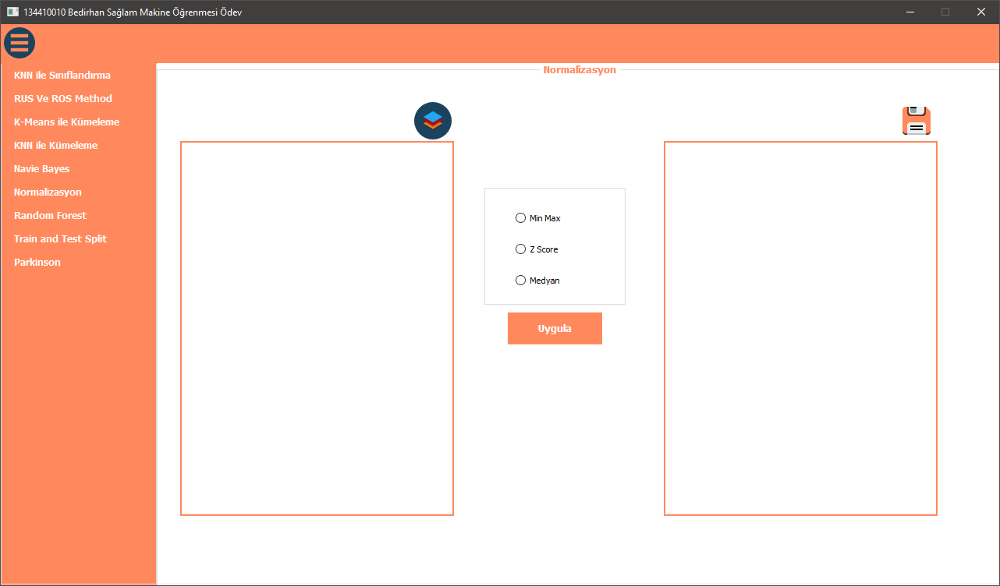 134410010 Bedirhan Sağlam Makine Öğrenmesi Ödev
KNN ile Sınıflandırma
RUS Ve ROS Method
K-Means ile Kümeleme
KNN ile Kümeleme
Navie Bayes
Normalizasyon
Random Forest
Train and Test Split
Parkinson
Normalizasyon
Min Max
Z Score
Medyan
Uygula